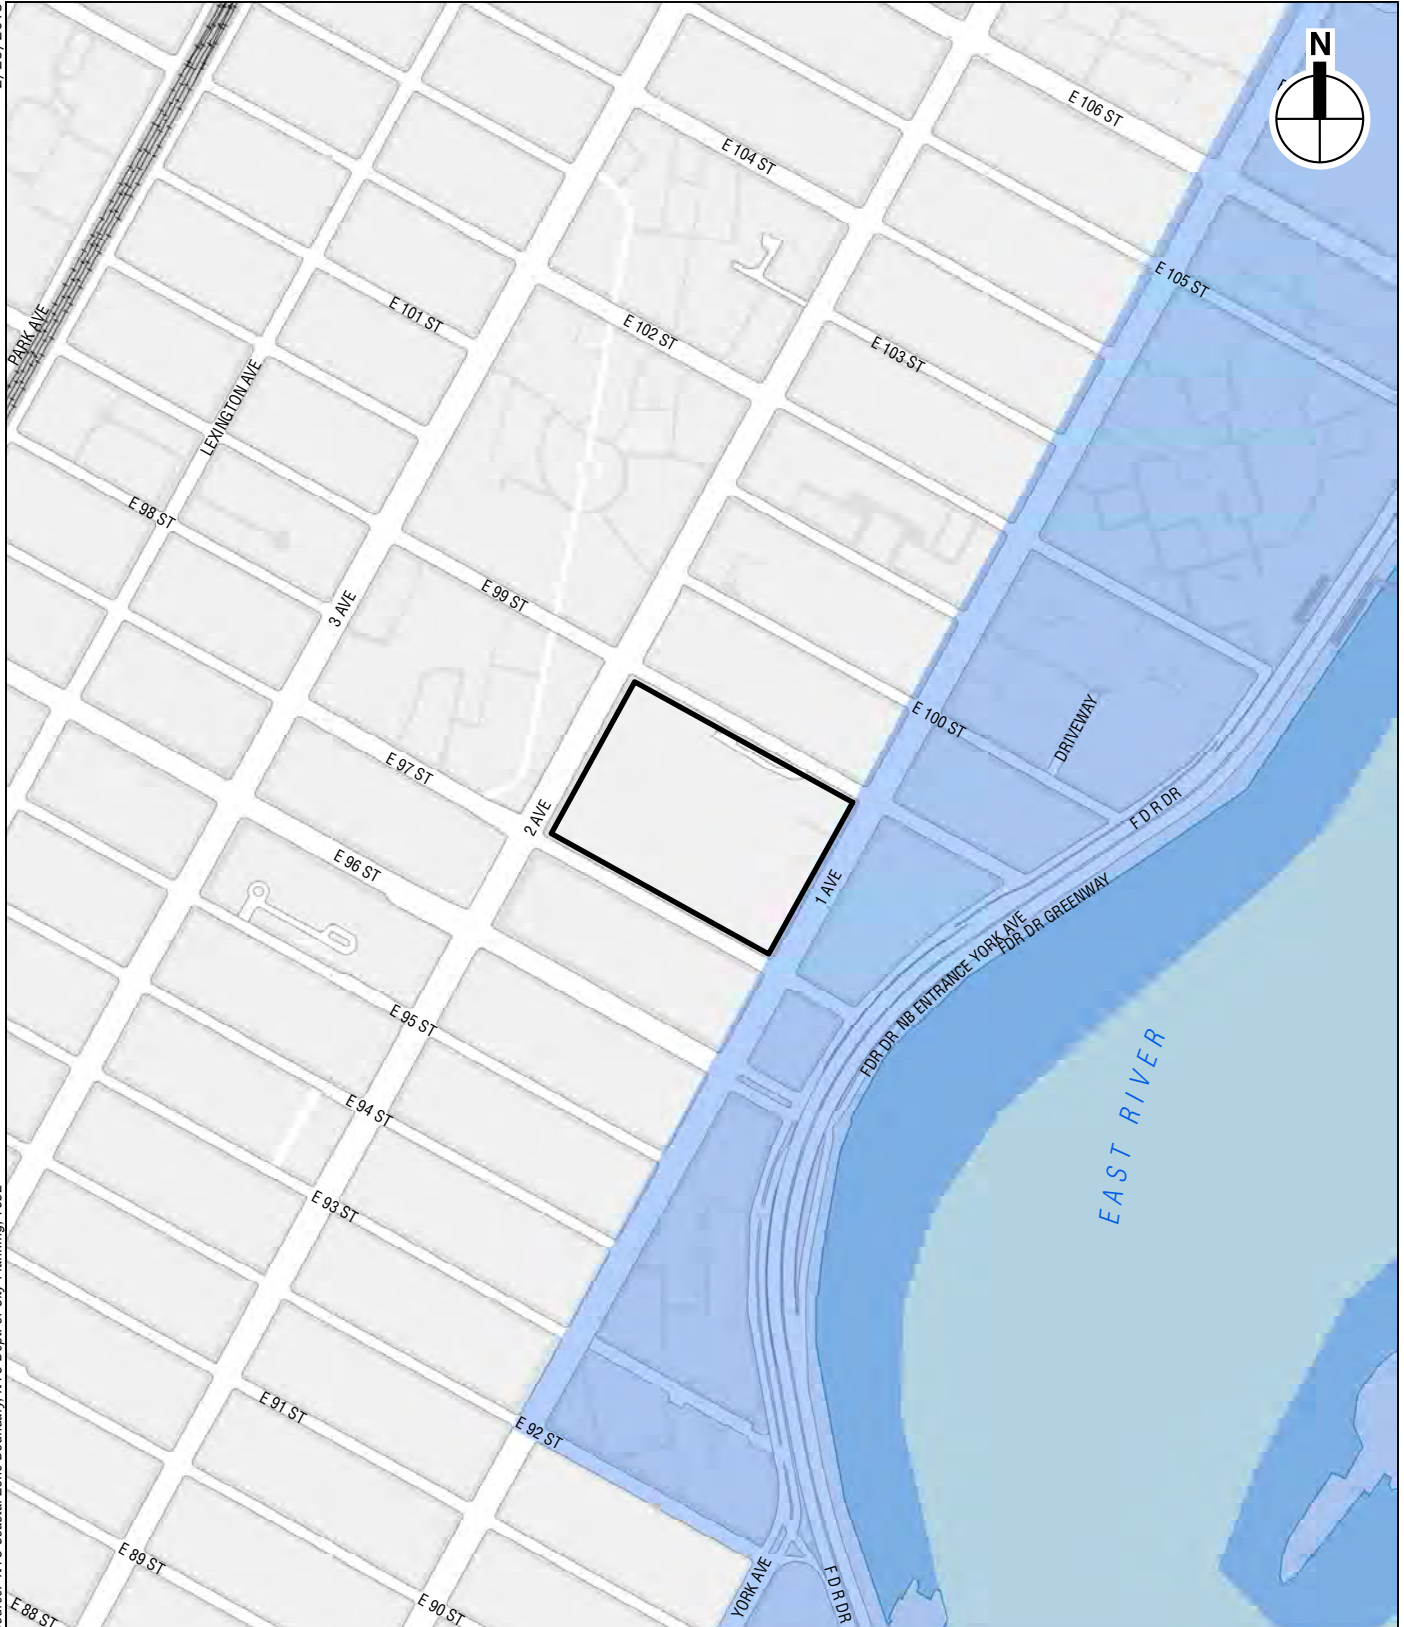 N
E 106 ST
E 104 ST
E 105 ST
E 101 ST
PARK AVE
E 102 ST
E 103 ST
LEXINGTON AVE
E 98 ST
E 99 ST
3 AVE
E 100 ST
DRIVEWAY
E 97 ST
2 AVE
F D R DR
E 96 ST
1 AVE
FDR DR GREENWAY
FDR DR NB ENTRANCE YORK AVE
E 95 ST
EAST RIVER
E 94 ST
E 93 ST
E 91 ST
E 92 ST
E 89 ST
YORK AVE
F D R DR
E 88 ST
E 90 ST